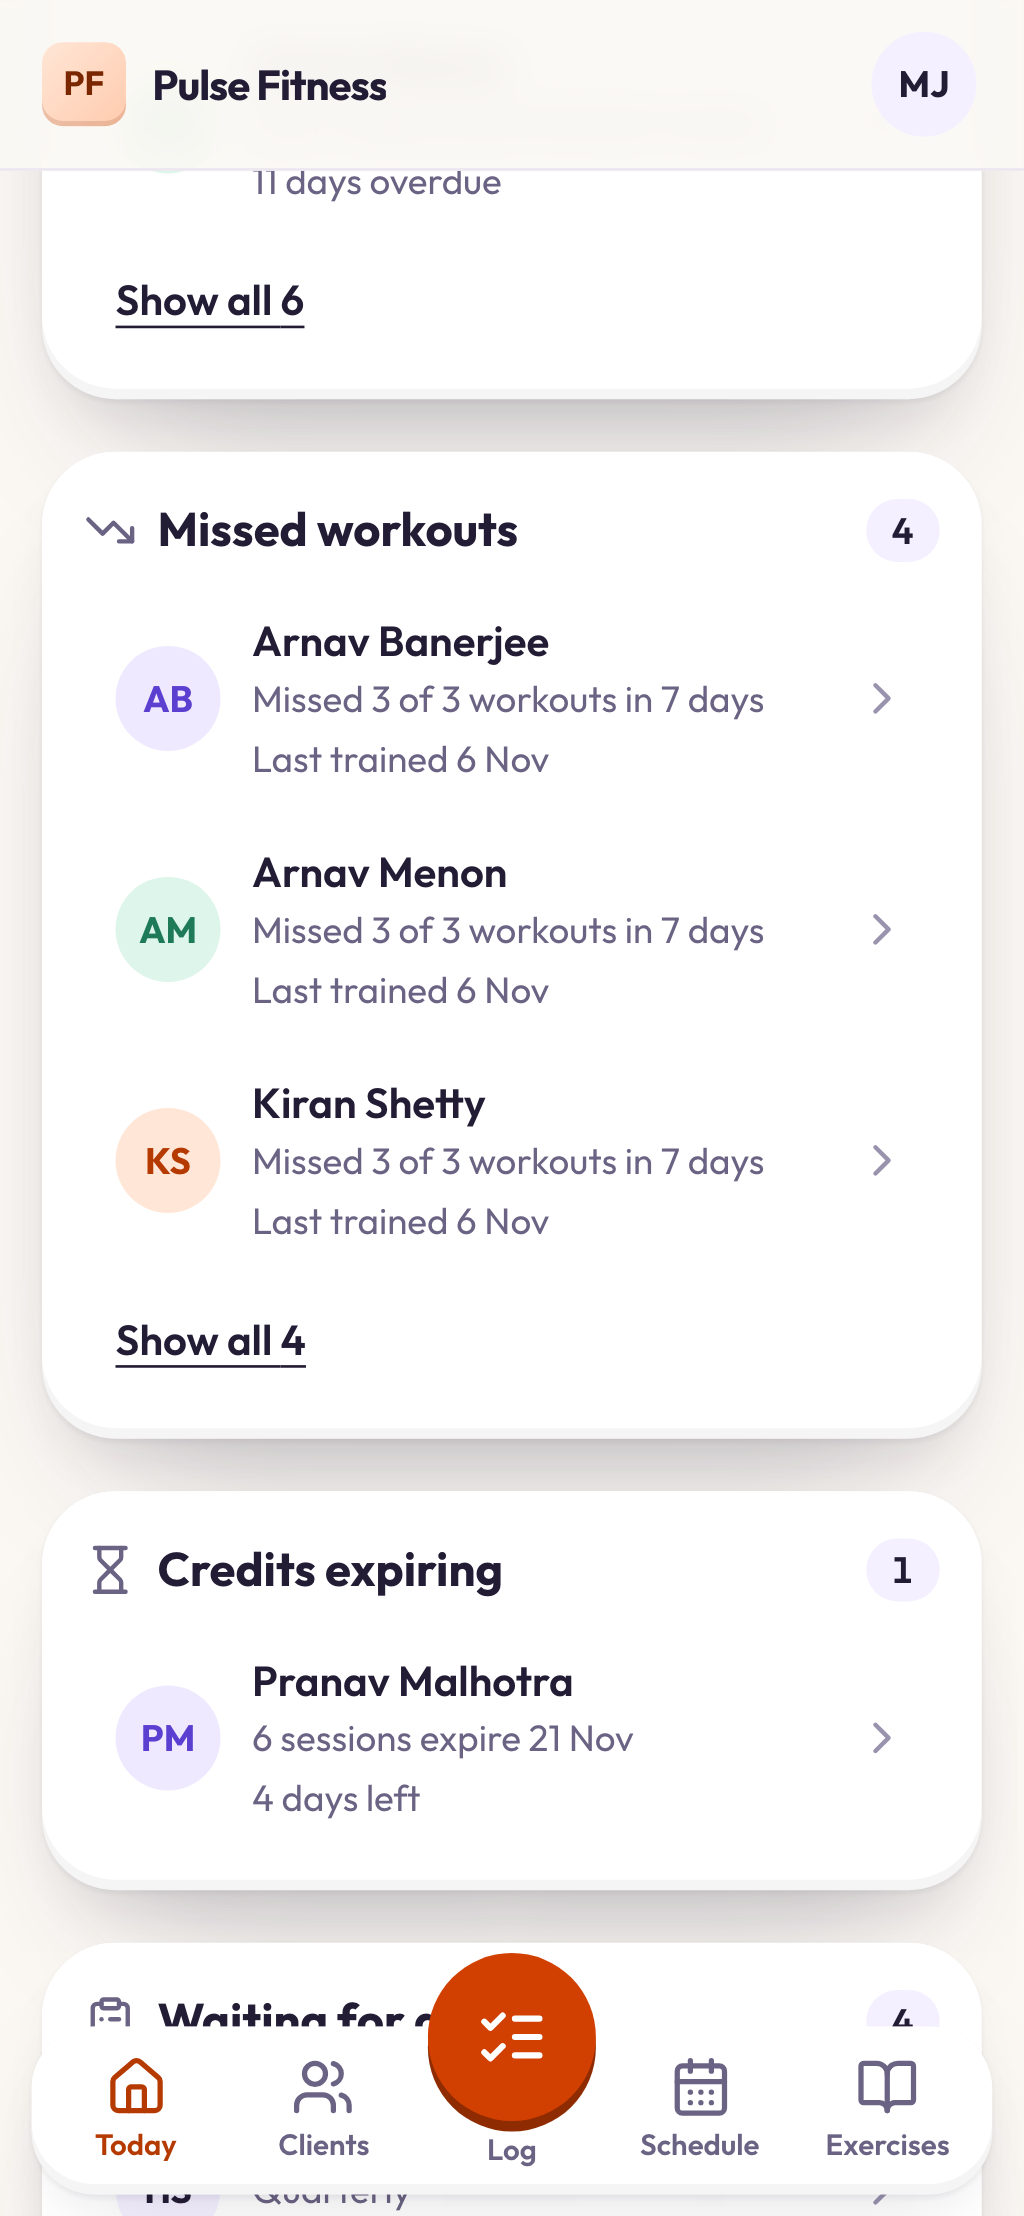 PF
Pulse Fitness
MJ
11 days overdue
Show all 6
Missed workouts
4
Arnav Banerjee
AB
Missed 3 of 3 workouts in 7 days
Last trained 6 Nov
Arnav Menon
AM
Missed 3 of 3 workouts in 7 days
Last trained 6 Nov
Kiran Shetty
KS
Missed 3 of 3 workouts in 7 days
Last trained 6 Nov
Show all 4
Credits expiring
1
Pranav Malhotra
PM
6 sessions expire 21 Nov
4 days left
Waiting for
4
Today
Clients
Log
Schedule
Exercises
Quarterly